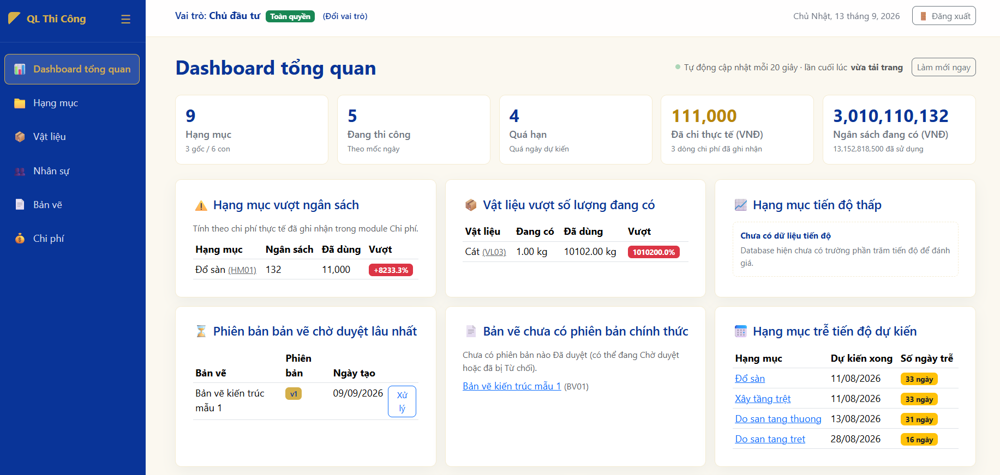 QL Thi Công
Vai trò: Chủ đầu tư Toàn quyền (Đổi vai trò)
Chủ Nhật, 13 tháng 9, 2026
Đăng xuất
Dashboard tổng quan
Hạng mục
Vật liệu
Nhân sự
Bản vẽ
Chi phí
Dashboard tổng quan
Tự động cập nhật mỗi 20 giây · lần cuối lúc vừa tải trang
Làm mới ngay
9
Hạng mục
3 gốc / 6 con
5
Đang thi công
Theo mốc ngày
4
Quá hạn
Quá ngày dự kiến
111,000
Đã chi thực tế (VNĐ)
3 dòng chi phí đã ghi nhận
3,010,110,132
Ngân sách đang có (VNĐ)
13,152,818,500 đã sử dụng
Hạng mục vượt ngân sách
Tính theo chi phí thực tế đã ghi nhận trong module Chi phí.
Hạng mục Ngân sách Đã dùng Vượt
Đổ sàn (HM01) 132 11,000 +8233.3%
Vật liệu vượt số lượng đang có
Vật liệu Đang có Đã dùng Vượt
Cát (VL03) 1.00 kg 10102.00 kg 1010200.0%
Hạng mục tiến độ thấp
Chưa có dữ liệu tiến độ
Database hiện chưa có trường phần trăm tiến độ để đánh
giá.
Phiên bản bản vẽ chờ duyệt lâu nhất
Phiên
Bản vẽ bản Ngày tạo
Bản vẽ kiến trúc v1 09/09/2026 Xử
mẫu 1 lý
Bản vẽ chưa có phiên bản chính thức
Chưa có phiên bản nào Đã duyệt (có thể đang Chờ duyệt
hoặc đã bị Từ chối).
Bản vẽ kiến trúc mẫu 1 (BV01)
Hạng mục trễ tiến độ dự kiến
Hạng mục Dự kiến xong Số ngày trễ
Đổ sàn 11/08/2026 33 ngày
Xây tầng trệt 11/08/2026 33 ngày
Do san tang thuong 13/08/2026 31 ngày
Do san tang tret 28/08/2026 16 ngày